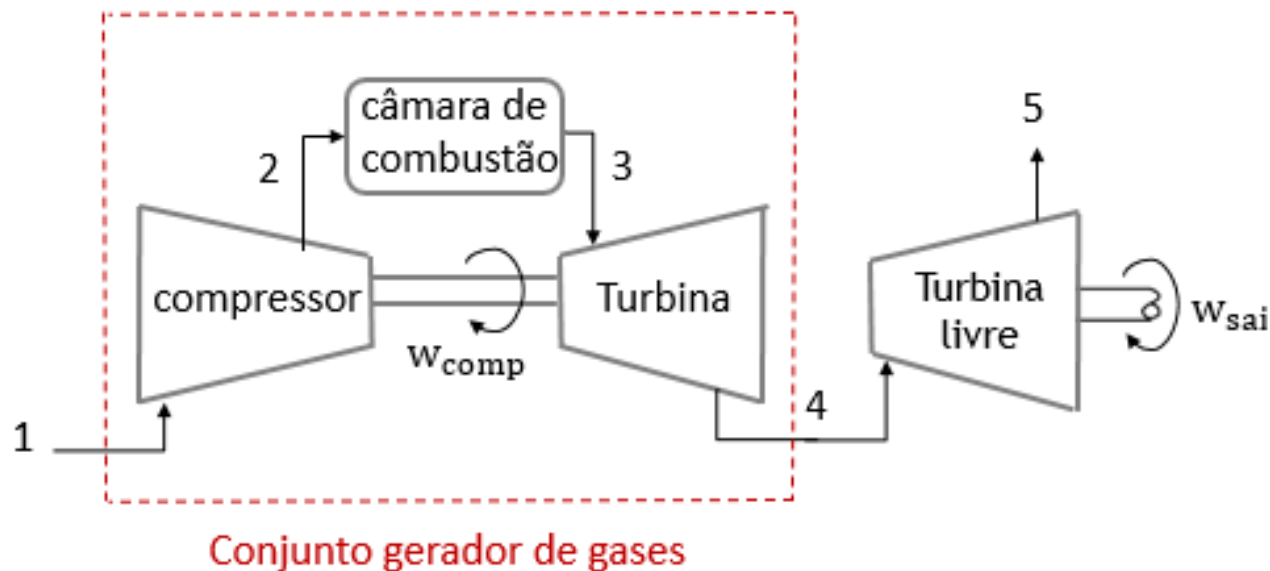 câmara de
combustão
5
2
3
compressor
Turbina
Turbina
livre
w_sai
w_comp
4
1
Conjunto gerador de gases